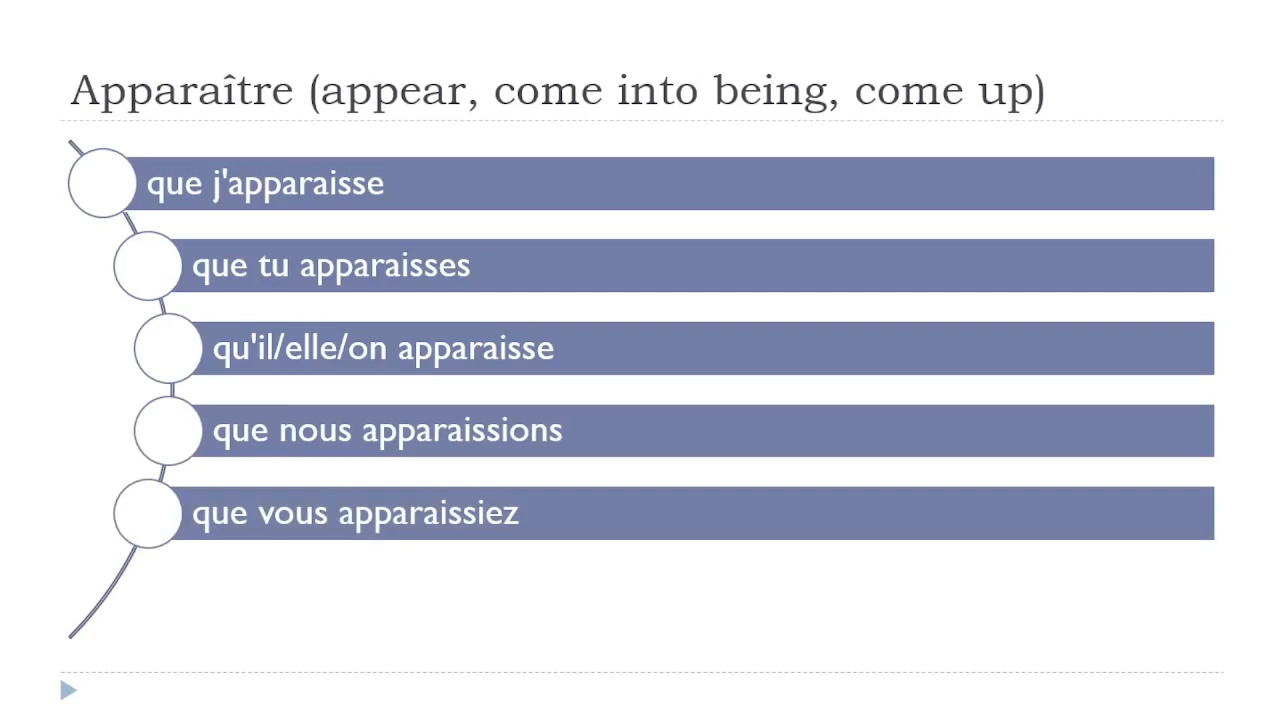 Apparaître (appear, come into being, come up)
que j'apparaisse
que tu apparaisses
qu'il/elle/on apparaisse
que nous apparaissions
que vous apparaissiez